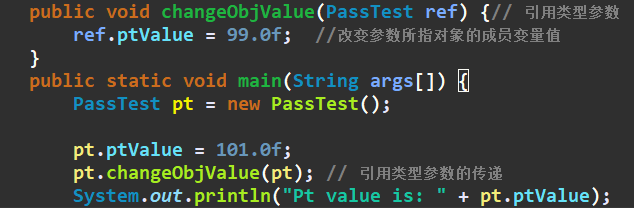 public void changeObjValue(PassTest ref) {// 引用类型参数
ref.ptValue = 99.0f; //改变参数所指对象的成员变量值
}
public static void main(String args[]) {
PassTest pt = new PassTest();
pt.ptValue = 101.0f;
pt.changeObjValue(pt); // 引用类型参数的传递
System.out.println("Pt value is: " + pt.ptValue);